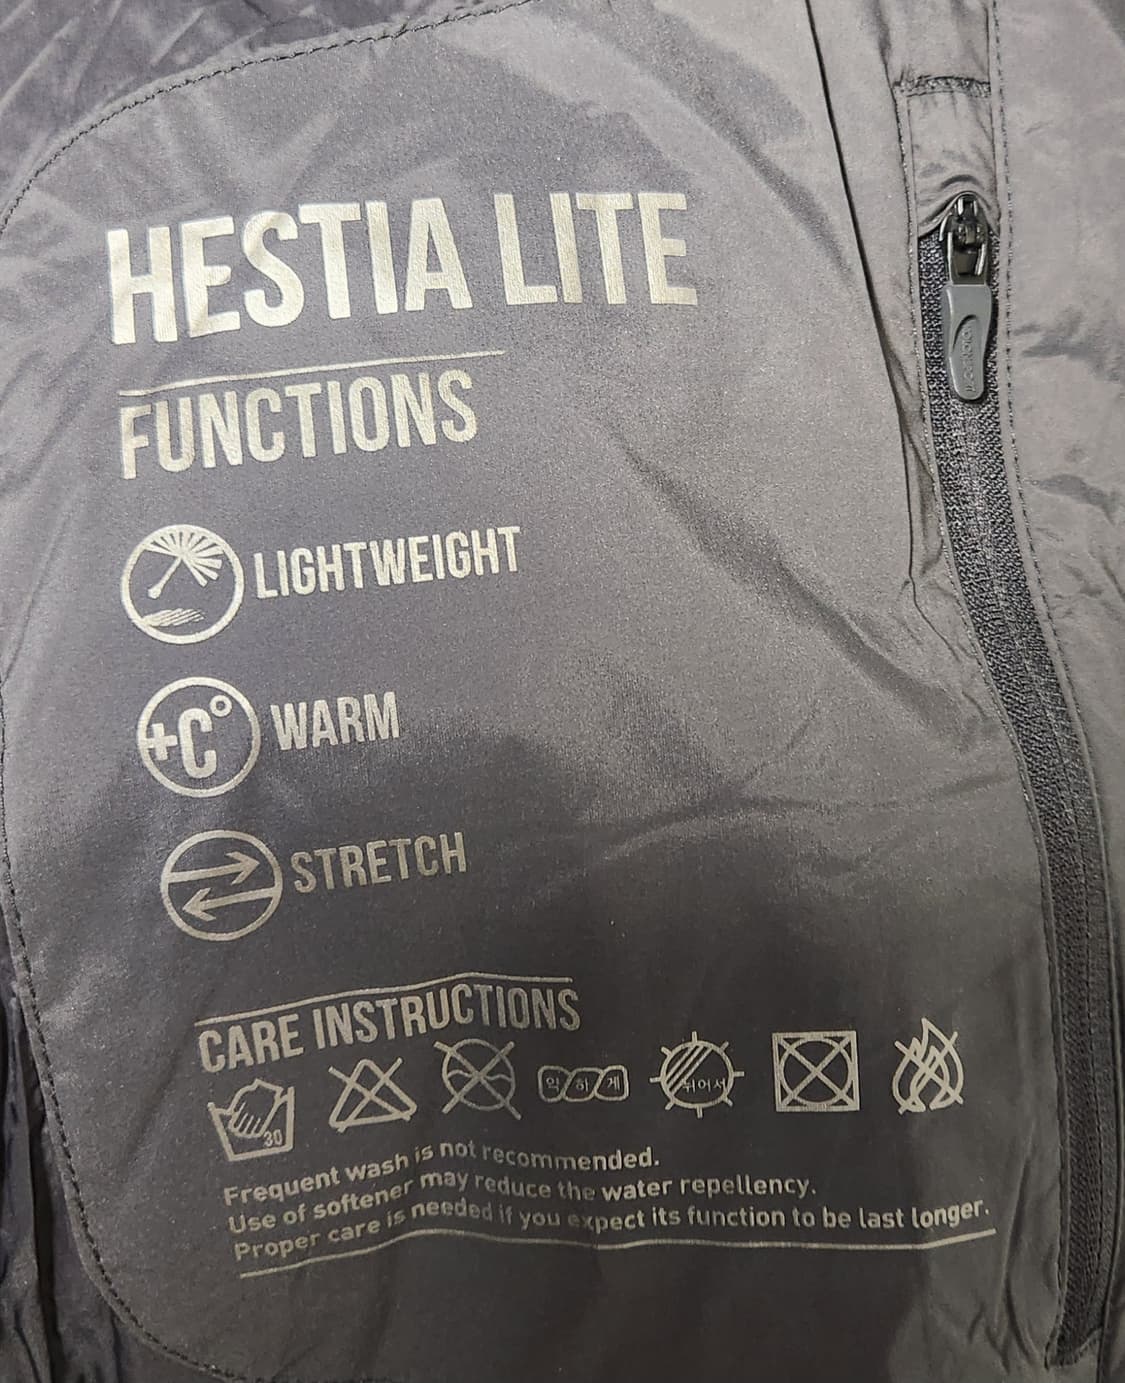 HESTIA LITE
FUNCTIONS
LIGHTWEIGHT
+C° WARM
STRETCH
CARE INSTRUCTIONS
30 약하게 뉘어서
Frequent wash is not recommended.
Use of softener may reduce the water repellency.
Proper care is needed if you expect its function to be last longer.